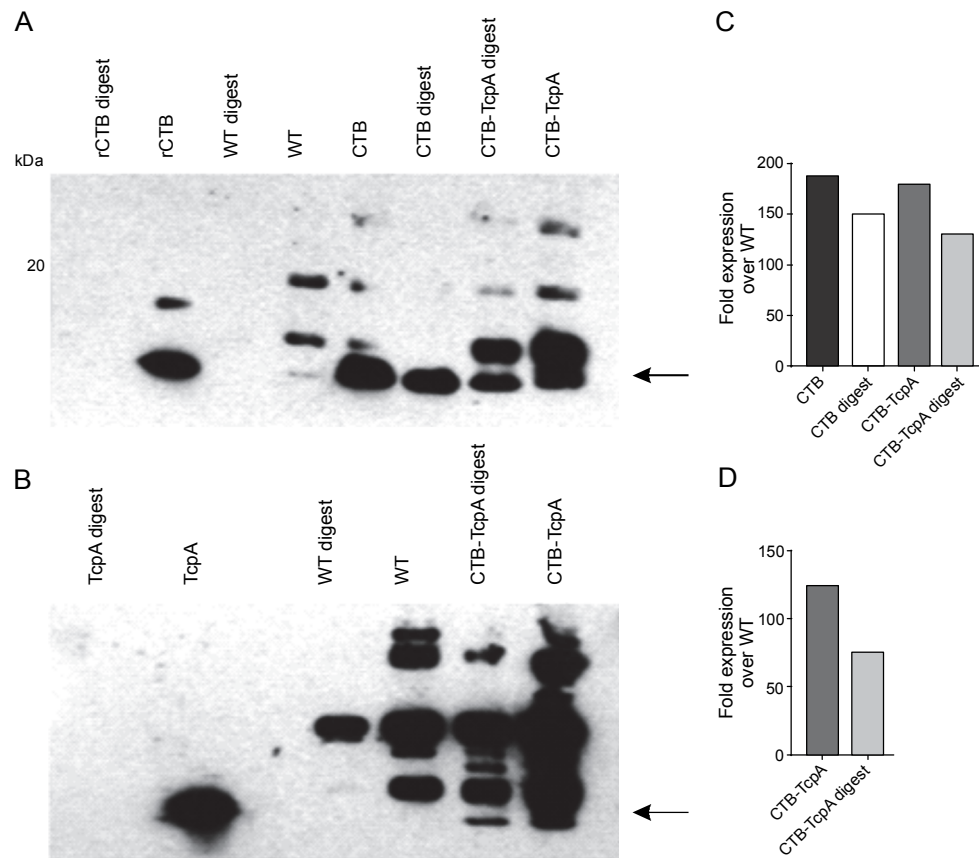 A
rCTB digest
rCTB
WT digest
WT
CTB
CTB digest
CTB-TcpA digest
CTB-TcpA
kDa
20
C
Fold expression
over WT
200
150
100
50
0
CTB
CTB digest
CTB-TcpA
CTB-TcpA digest
B
TcpA digest
TcpA
WT digest
WT
CTB-TcpA digest
CTB-TcpA
D
Fold expression
over WT
150
100
50
0
CTB-TcpA
CTB-TcpA digest